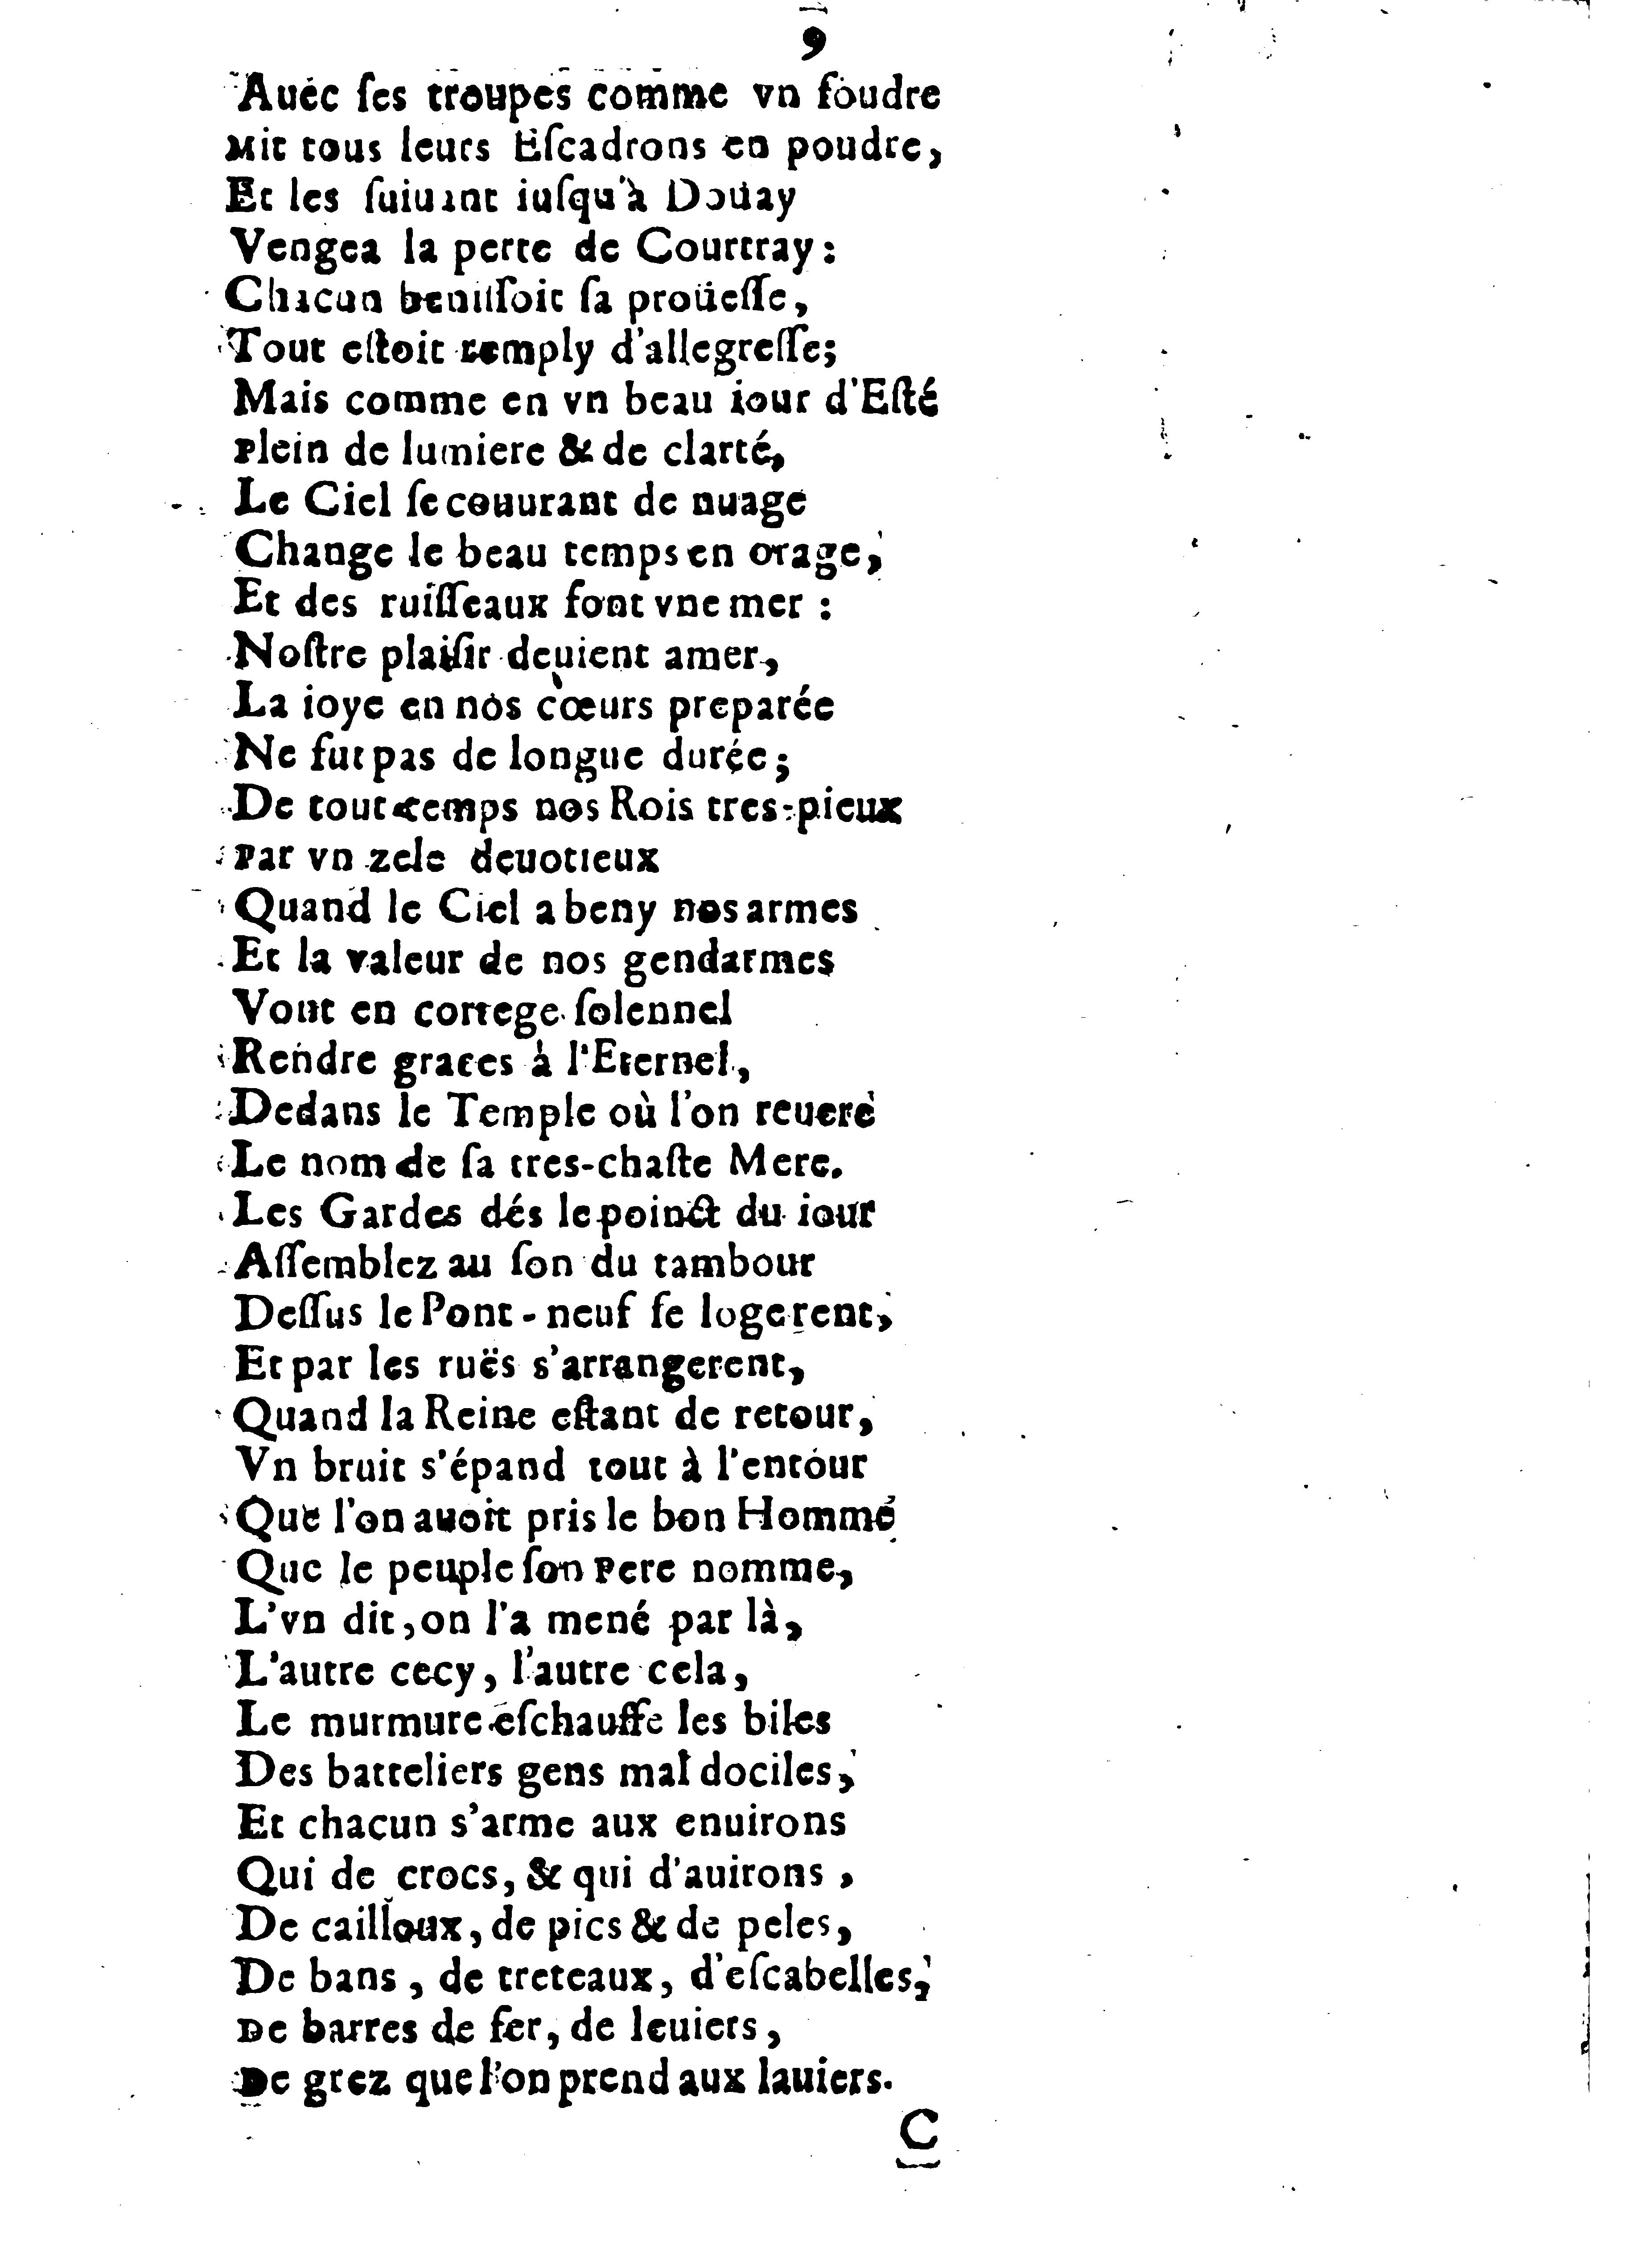 9
Auec ſes troupes comme vn foudre
Mit tous leurs Eſcadrons en poudre,
Et les ſuiuant iuſqu'à Doüay
Vengea la perte de Courtray:
Chacun beniſſoit ſa proüeſſe,
Tout eſtoit remply d'allegreſſe;
Mais comme en vn beau iour d'Eſté
Plein de lumiere & de clarté,
Le Ciel ſe couurant de nuage
Change le beau temps en orage,
Et des ruiſſeaux font vne mer:
Noſtre plaiſir deuient amer,
La ioye en nos cœurs preparée
Ne fut pas de longue durée;
De tout temps nos Rois tres-pieux
Par vn zele deuotieux
Quand le Ciel a beny nos armes
Et la valeur de nos gendarmes
Vont en cortege ſolennel
Rendre graces à l'Eternel,
Dedans le Temple où l'on reuere
Le nom de ſa tres-chaſte Mere.
Les Gardes dés le poinct du iour
Aſſemblez au ſon du tambour
Deſſus le Pont-neuf ſe logerent,
Et par les ruës s'arrangerent,
Quand la Reine eſtant de retour,
Vn bruit s'épand tout à l'entour
Que l'on auoit pris le bon Homme
Que le peuple ſon Pere nomme,
L'vn dit, on l'a mené par là,
L'autre cecy, l'autre cela,
Le murmure eſchauffe les biles
Des batteliers gens mal dociles,
Et chacun s'arme aux enuirons
Qui de crocs, & qui d'auirons,
De cailloux, de pics & de peles,
De bans, de treteaux, d'eſcabelles,
De barres de fer, de leuiers,
De grez que l'on prend aux lauiers.
C